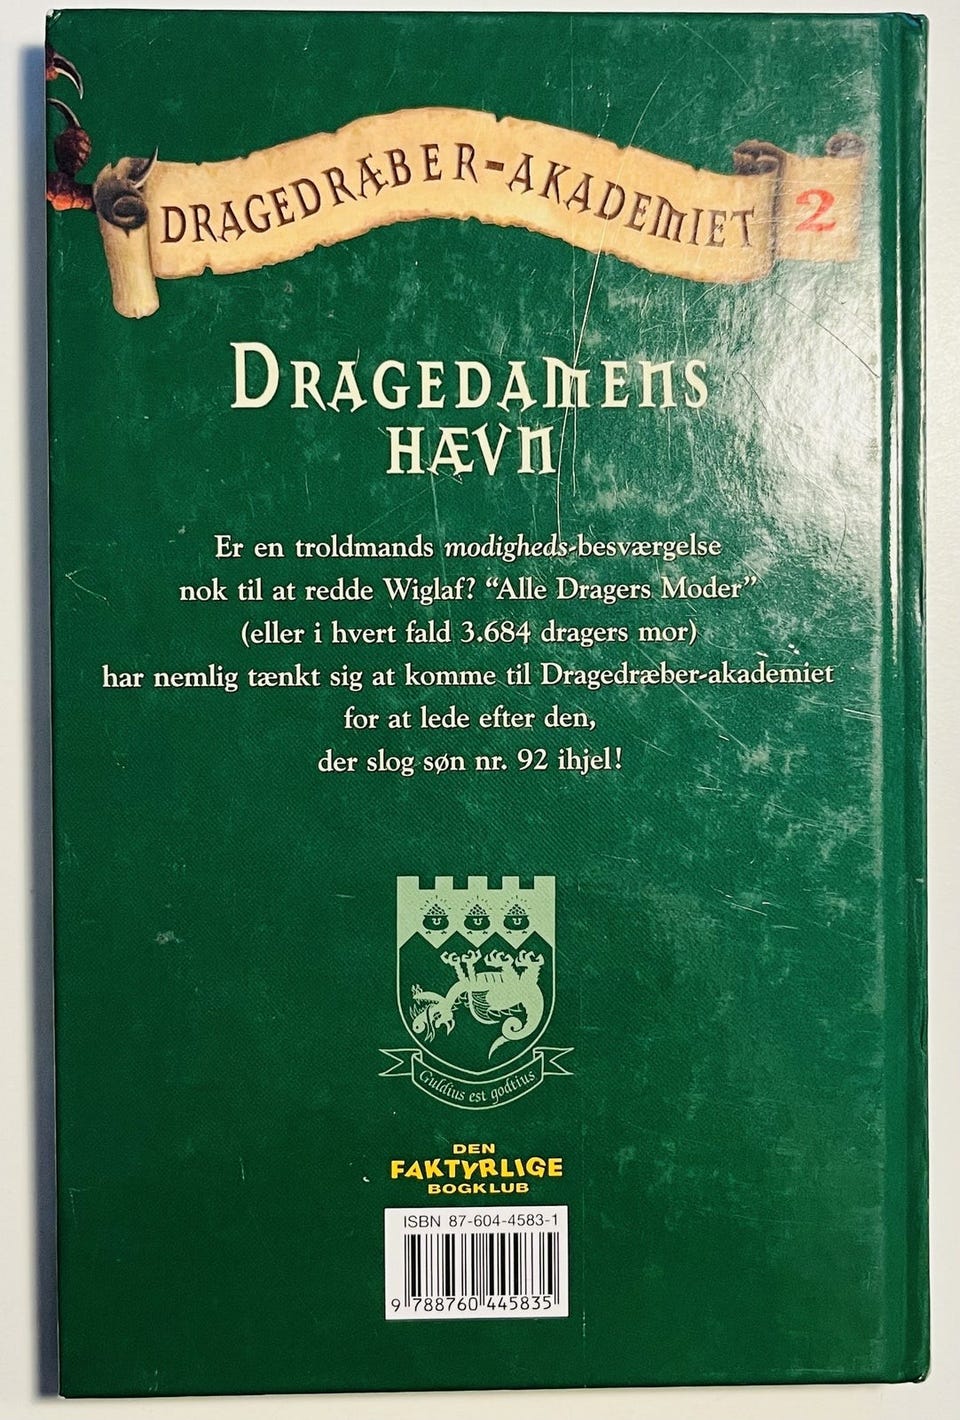 DRAGEDRÆBER-AKADEMIET 2
DRAGEDAMENS
HÆVN
Er en troldmands modigheds-besværgelse
nok til at redde Wiglaf? “Alle Dragers Moder”
(eller i hvert fald 3.684 dragers mor)
har nemlig tænkt sig at komme til Dragedræber-akademiet
for at lede efter den,
der slog søn nr. 92 ihjel!
Guldius est godtius
DEN
FAKTYRLIGE
BOGKLUB
ISBN 87-604-4583-1
9 788760 445835